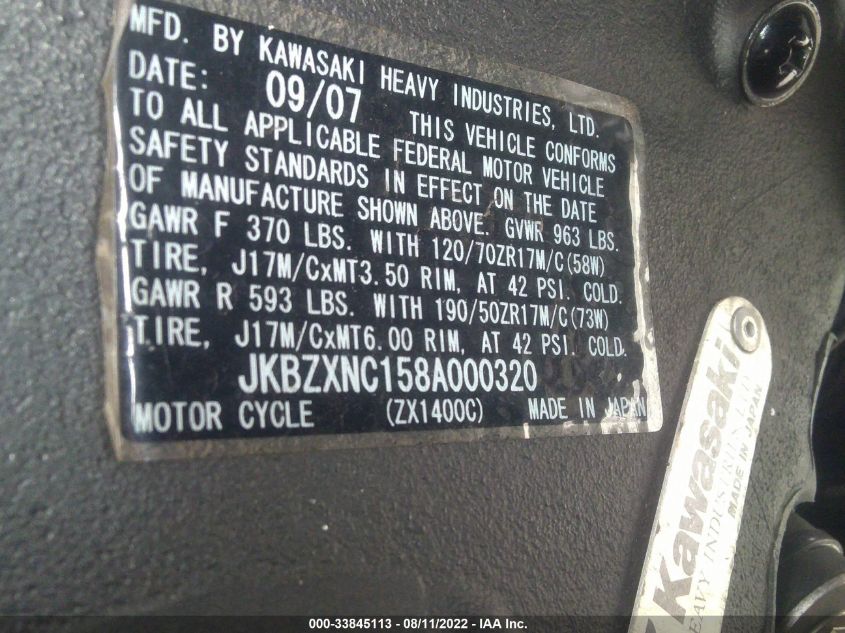 MFD. BY KAWASAKI HEAVY INDUSTRIES, LTD.
DATE: 09/07 THIS VEHICLE CONFORMS
TO ALL APPLICABLE FEDERAL MOTOR VEHICLE
SAFETY STANDARDS IN EFFECT ON THE DATE
OF MANUFACTURE SHOWN ABOVE. GVWR 963 LBS.
GAWR F 370 LBS. WITH 120/70ZR17M/C(58W)
TIRE, J17M/CxMT3.50 RIM, AT 42 PSI. COLD.
GAWR R 593 LBS. WITH 190/50ZR17M/C(73W)
TIRE, J17M/CxMT6.00 RIM, AT 42 PSI. COLD.
JKBZXNC158A000320
MOTOR CYCLE (ZX1400C) MADE IN JAPAN
Kawasaki
HEAVY INDUSTRIES LTD.
MADE IN JAPAN
000-33845113 - 08/11/2022 - IAA Inc.